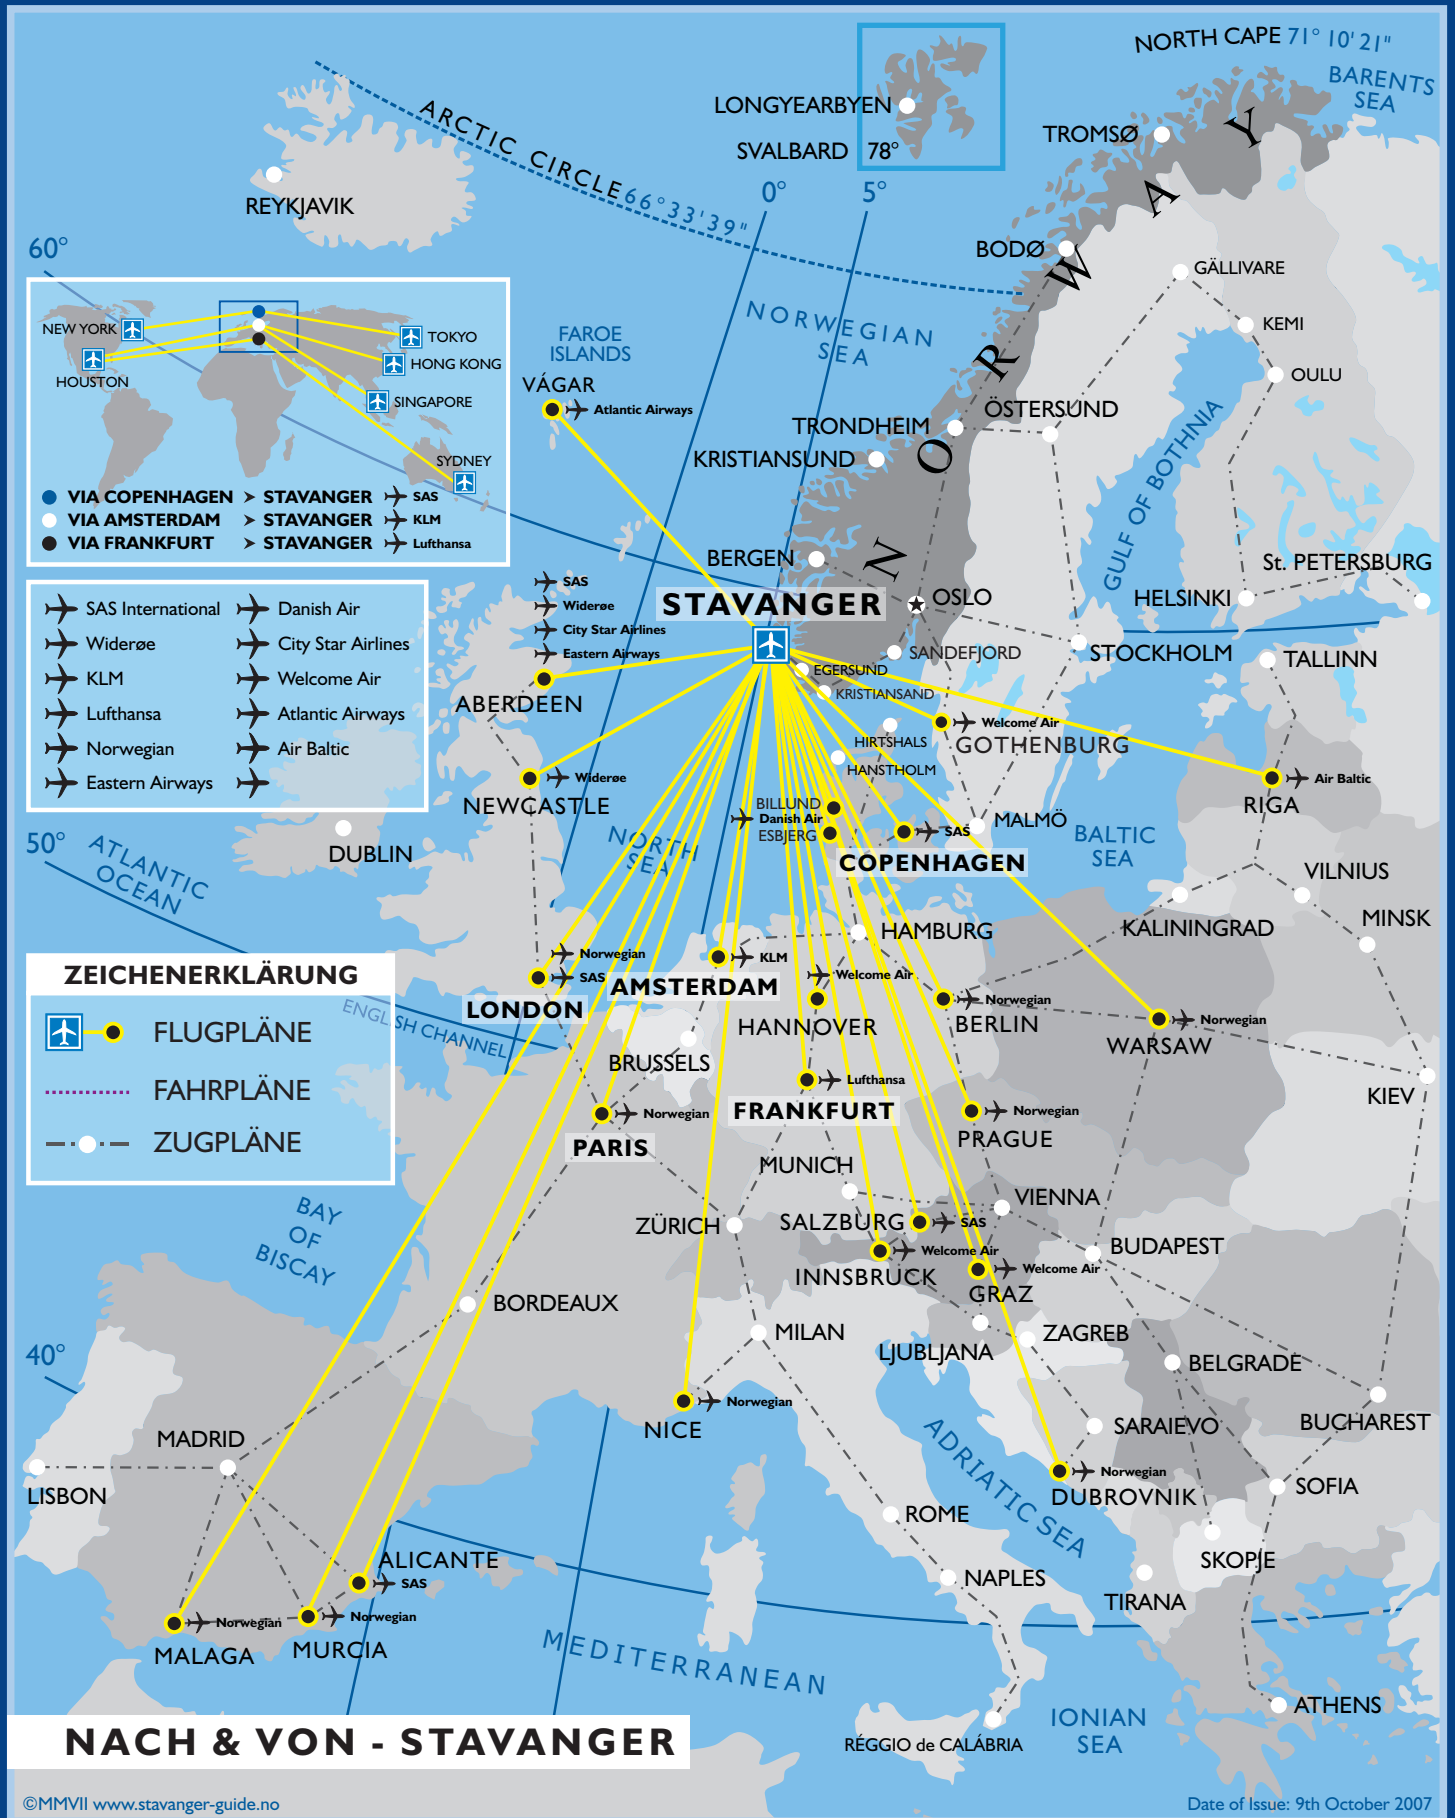 NORTH CAPE 71° 10' 21"
BARENTS
SEA
LONGYEARBYEN
SVALBARD 78°
TROMSØ
ARCTIC CIRCLE 66°33'39"
0°
5°
REYKJAVIK
60°
BODØ
NORWAY
GÄLLIVARE
KEMI
OULU
NORWEGIAN
SEA
FAROE
ISLANDS
VÁGAR
Atlantic Airways
NEW YORK
HOUSTON
TOKYO
HONG KONG
SINGAPORE
SYDNEY
VIA COPENHAGEN > STAVANGER SAS
VIA AMSTERDAM > STAVANGER KLM
VIA FRANKFURT > STAVANGER Lufthansa
TRONDHEIM
ÖSTERSUND
KRISTIANSUND
GULF OF BOTHNIA
BERGEN
St. PETERSBURG
HELSINKI
STAVANGER
OSLO
SAS International
Widerøe
KLM
Lufthansa
Norwegian
Eastern Airways
Danish Air
City Star Airlines
Welcome Air
Atlantic Airways
Air Baltic
SAS
Widerøe
City Star Airlines
Eastern Airways
ABERDEEN
SANDEFJORD
EGERSUND
KRISTIANSAND
STOCKHOLM
TALLINN
Welcome Air
GOTHENBURG
HIRTSHALS
HANSTHOLM
Widerøe
NEWCASTLE
Air Baltic
RIGA
BILLUND
Danish Air
ESBJERG
SAS
COPENHAGEN
MALMÖ
BALTIC
SEA
NORTH
SEA
DUBLIN
50°
ATLANTIC
OCEAN
VILNIUS
MINSK
KALININGRAD
HAMBURG
ZEICHENERKLÄRUNG
FLUGPLÄNE
FAHRPLÄNE
ZUGPLÄNE
Norwegian
SAS
LONDON
KLM
AMSTERDAM
Welcome Air
HANNOVER
Norwegian
BERLIN
Norwegian
WARSAW
ENGLISH CHANNEL
BRUSSELS
KIEV
Lufthansa
FRANKFURT
Norwegian
PARIS
Norwegian
PRAGUE
MUNICH
VIENNA
BAY
OF
BISCAY
ZÜRICH
SALZBURG
SAS
Welcome Air
INNSBRUCK
Welcome Air
GRAZ
BUDAPEST
BORDEAUX
MILAN
LJUBLJANA
ZAGREB
BELGRADE
40°
Norwegian
NICE
SARAIEVO
BUCHAREST
ADRIATIC SEA
MADRID
LISBON
Norwegian
DUBROVNIK
SOFIA
ROME
SKOPJE
ALICANTE
SAS
NAPLES
TIRANA
Norwegian
MALAGA
Norwegian
MURCIA
MEDITERRANEAN
IONIAN
SEA
ATHENS
RÉGGIO de CALÁBRIA
NACH & VON - STAVANGER
©MMVII www.stavanger-guide.no
Date of Issue: 9th October 2007